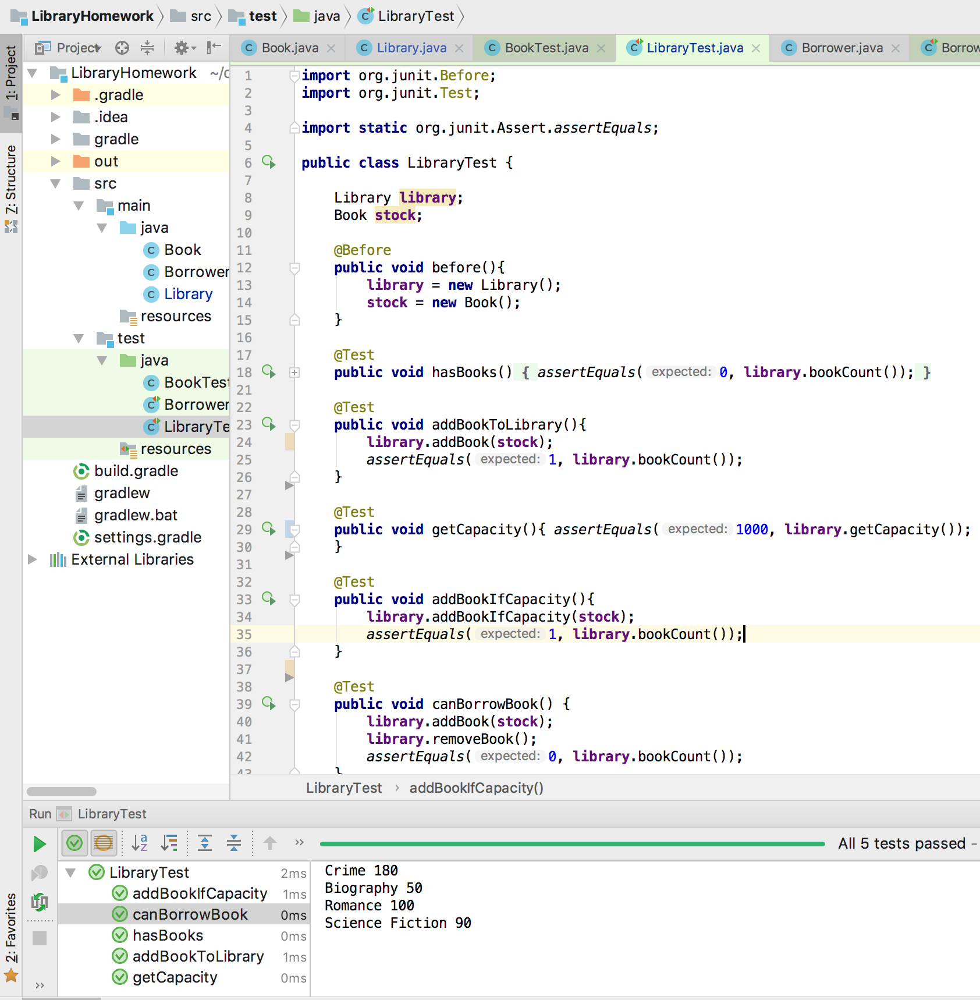 LibraryHomework src test java LibraryTest
1: Project
7: Structure
2: Favorites
Project
Book.java Library.java BookTest.java LibraryTest.java Borrower.java Borrow
LibraryHomework ~/c
.gradle
.idea
gradle
out
src
main
java
Book
Borrower
Library
resources
test
java
BookTest
Borrower
LibraryTe
resources
build.gradle
gradlew
gradlew.bat
settings.gradle
External Libraries
1 import org.junit.Before;
2 import org.junit.Test;
3
4 import static org.junit.Assert.assertEquals;
5
6 public class LibraryTest {
7
8 Library library;
9 Book stock;
10
11 @Before
12 public void before(){
13 library = new Library();
14 stock = new Book();
15 }
16
17 @Test
18 public void hasBooks() { assertEquals( expected: 0, library.bookCount()); }
21
22 @Test
23 public void addBookToLibrary(){
24 library.addBook(stock);
25 assertEquals( expected: 1, library.bookCount());
26 }
27
28 @Test
29 public void getCapacity(){ assertEquals( expected: 1000, library.getCapacity());
30 }
31
32 @Test
33 public void addBookIfCapacity(){
34 library.addBookIfCapacity(stock);
35 assertEquals( expected: 1, library.bookCount());
36 }
37
38 @Test
39 public void canBorrowBook() {
40 library.addBook(stock);
41 library.removeBook();
42 assertEquals( expected: 0, library.bookCount());
43 }
LibraryTest › addBookIfCapacity()
Run LibraryTest
All 5 tests passed –
LibraryTest 2ms
addBookIfCapacity 1ms
canBorrowBook 0ms
hasBooks 0ms
addBookToLibrary 1ms
getCapacity 0ms
Crime 180
Biography 50
Romance 100
Science Fiction 90